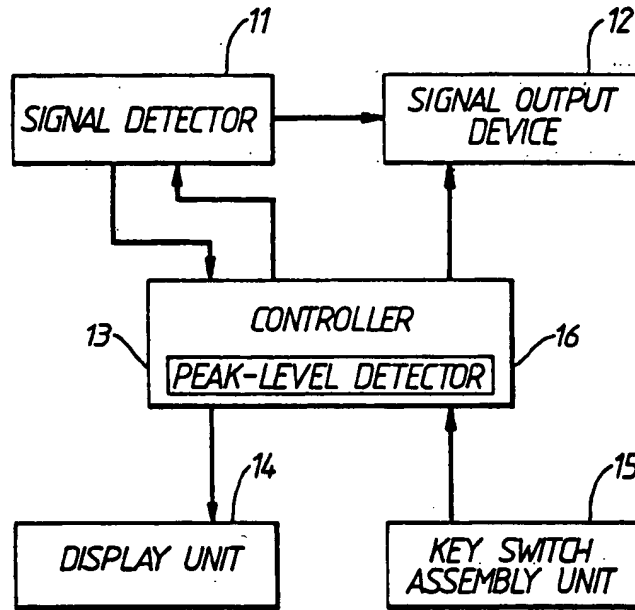 11
12
SIGNAL DETECTOR
SIGNAL OUTPUT
DEVICE
CONTROLLER
13
16
PEAK-LEVEL DETECTOR
14
15
DISPLAY UNIT
KEY SWITCH
ASSEMBLY UNIT